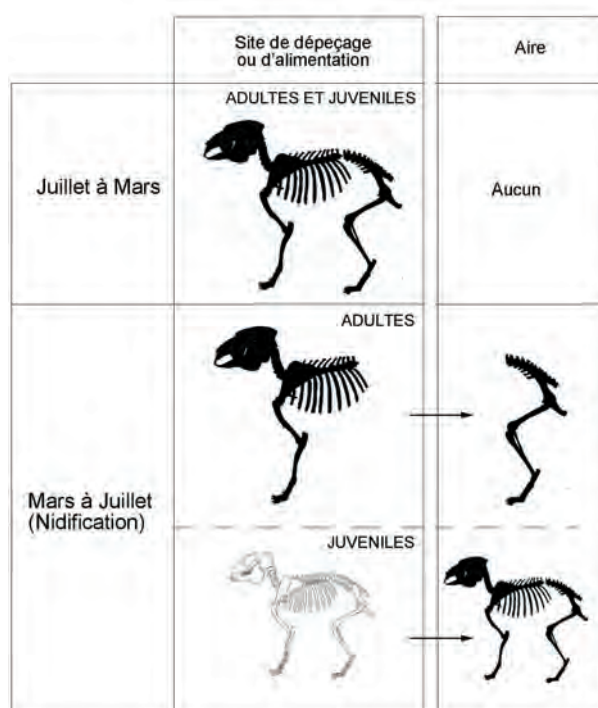 Site de dépeçage
ou d'alimentation
Aire
Juillet à Mars
ADULTES ET JUVENILES
Aucun
Mars à Juillet
(Nidification)
ADULTES
JUVENILES